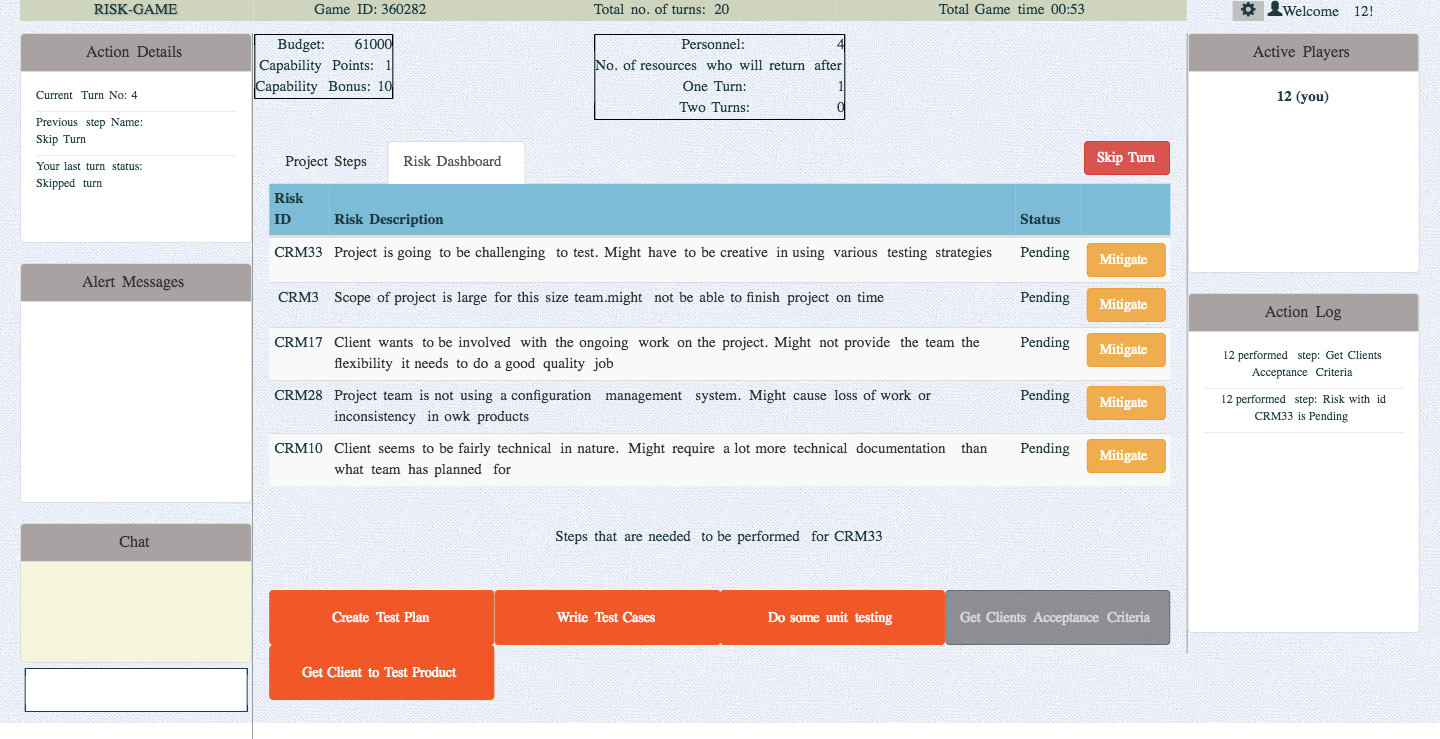 RISK-GAME
Game ID: 360282
Total no. of turns: 20
Total Game time 00:53
Welcome 12!
Action Details
Current Turn No: 4
Previous step Name:
Skip Turn
Your last turn status:
Skipped turn
Alert Messages
Chat
Budget: 61000
Capability Points: 1
Capability Bonus: 10
Personnel: 4
No. of resources who will return after
One Turn: 1
Two Turns: 0
Project Steps
Risk Dashboard
Skip Turn
Risk
ID
Risk Description
Status
CRM33 Project is going to be challenging to test. Might have to be creative in using various testing strategies Pending Mitigate
CRM3 Scope of project is large for this size team.might not be able to finish project on time Pending Mitigate
CRM17 Client wants to be involved with the ongoing work on the project. Might not provide the team the Pending Mitigate
flexibility it needs to do a good quality job
CRM28 Project team is not using a configuration management system. Might cause loss of work or Pending Mitigate
inconsistency in owk products
CRM10 Client seems to be fairly technical in nature. Might require a lot more technical documentation than Pending Mitigate
what team has planned for
Steps that are needed to be performed for CRM33
Create Test Plan
Write Test Cases
Do some unit testing
Get Clients Acceptance Criteria
Get Client to Test Product
Active Players
12 (you)
Action Log
12 performed step: Get Clients
Acceptance Criteria
12 performed step: Risk with id
CRM33 is Pending